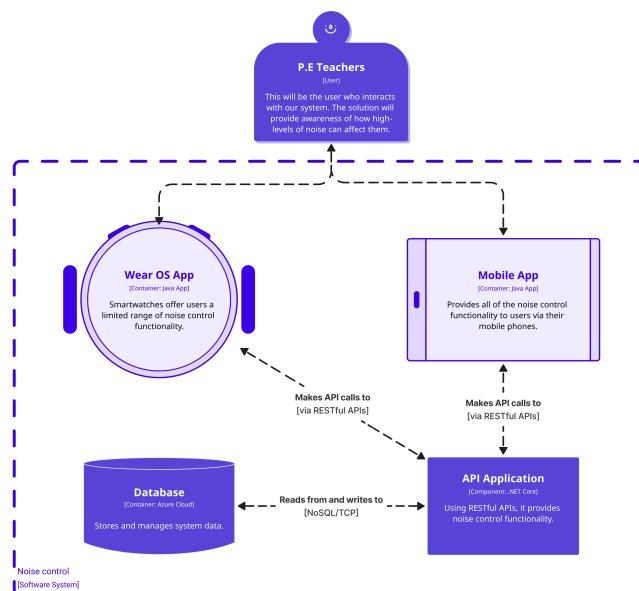 P.E Teachers
[User]
This will be the user who interacts
with our system. The solution will
provide awareness of how high-
levels of noise can affect them.
Wear OS App
[Container: Java App]
Smartwatches offer users a
limited range of noise control
functionality.
Mobile App
[Container: Java App]
Provides all of the noise control
functionality to users via their
mobile phones.
Makes API calls to
[via RESTful APIs]
Makes API calls to
[via RESTful APIs]
Database
[Container: Azure Cloud]
Stores and manages system data.
Reads from and writes to
[NoSQL/TCP]
API Application
[Component: .NET Core]
Using RESTful APIs, it provides
noise control functionality.
Noise control
[Software System]